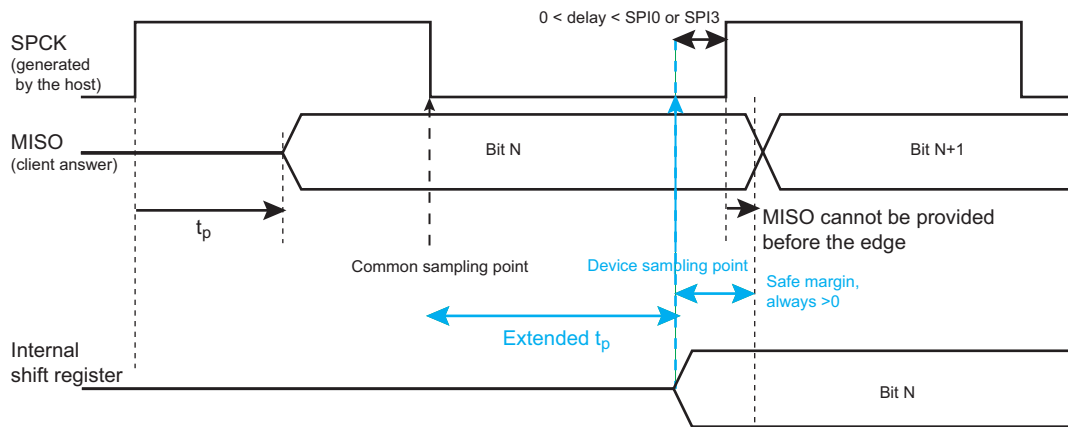 0 < delay < SPI0 or SPI3
SPCK
(generated
by the host)
MISO
(client answer)
Bit N
Bit N+1
tp
MISO cannot be provided
before the edge
Common sampling point
Device sampling point
Safe margin,
always >0
Extended tp
Internal
shift register
Bit N